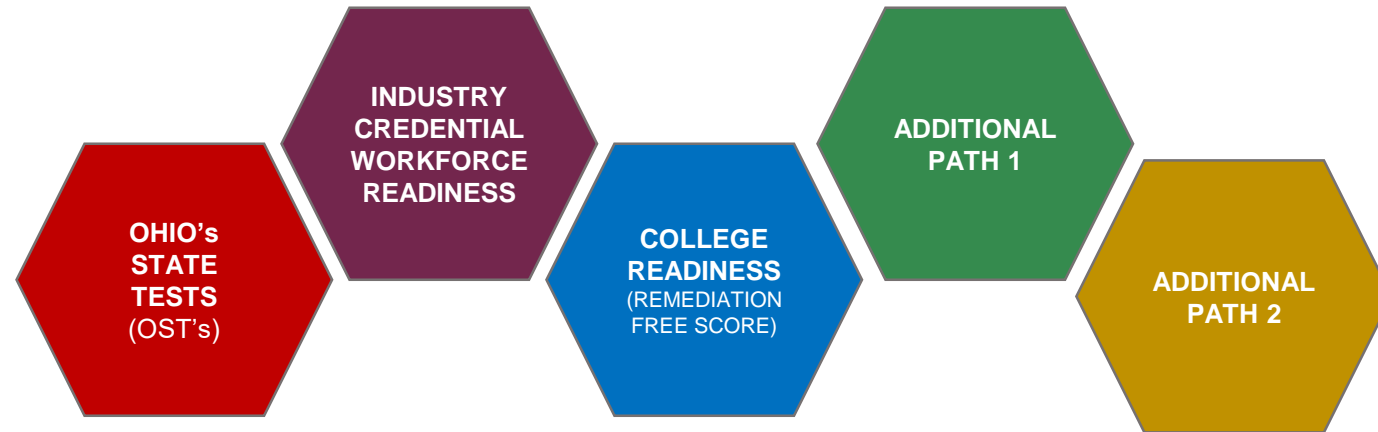 OHIO's
STATE
TESTS
(OST's)
INDUSTRY
CREDENTIAL
WORKFORCE
READINESS
COLLEGE
READINESS
(REMEDIATION
FREE SCORE)
ADDITIONAL
PATH 1
ADDITIONAL
PATH 2